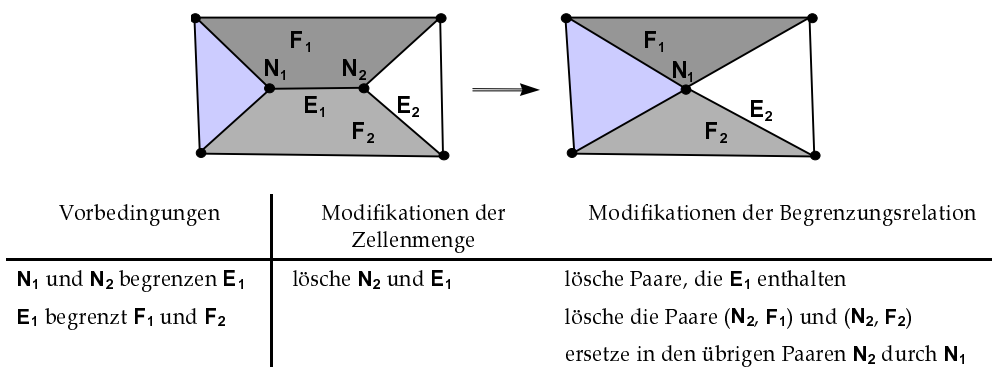 F₁
N₁ N₂
E₁ E₂
F₂
F₁
N₁
E₂
F₂
Vorbedingungen
Modifikationen der
Zellenmenge
Modifikationen der Begrenzungsrelation
N₁ und N₂ begrenzen E₁
lösche N₂ und E₁
lösche Paare, die E₁ enthalten
E₁ begrenzt F₁ und F₂
lösche die Paare (N₂, F₁) und (N₂, F₂)
ersetze in den übrigen Paaren N₂ durch N₁